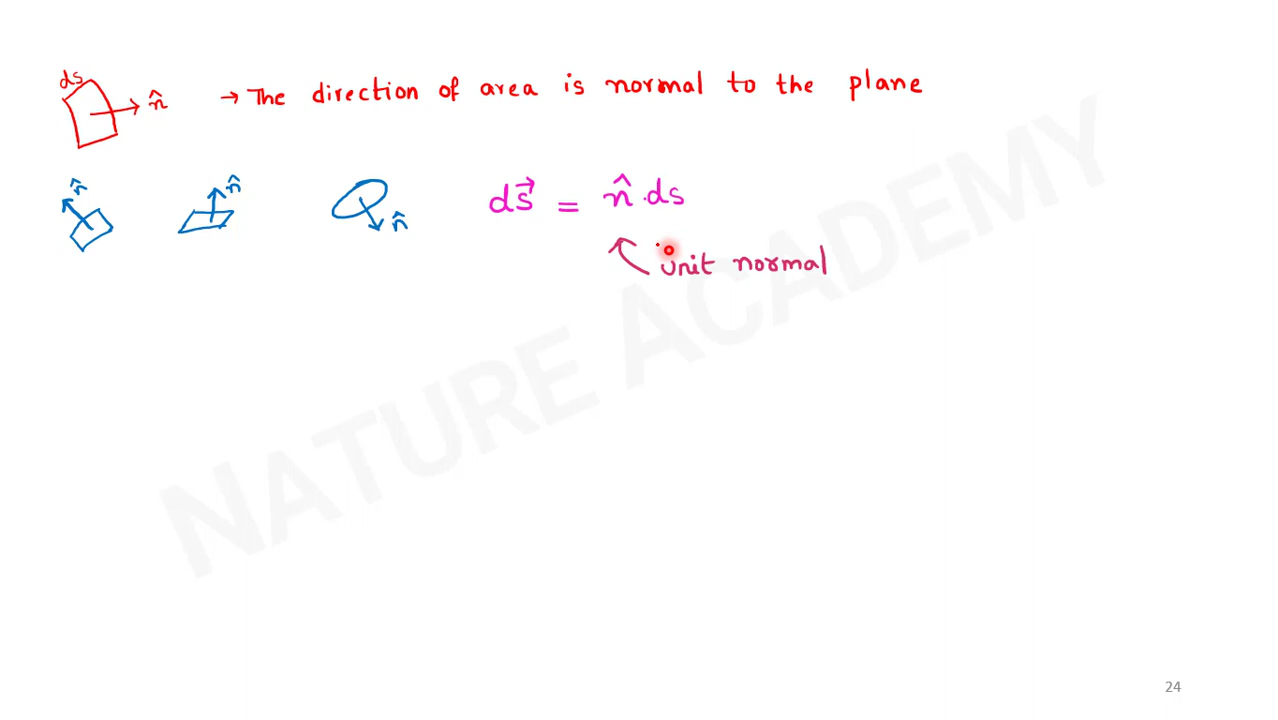 ds
n̂ → The direction of area is normal to the plane
n̂ n̂ n̂ ds⃗ = n̂ .ds
unit normal
NATURE ACADEMY
24